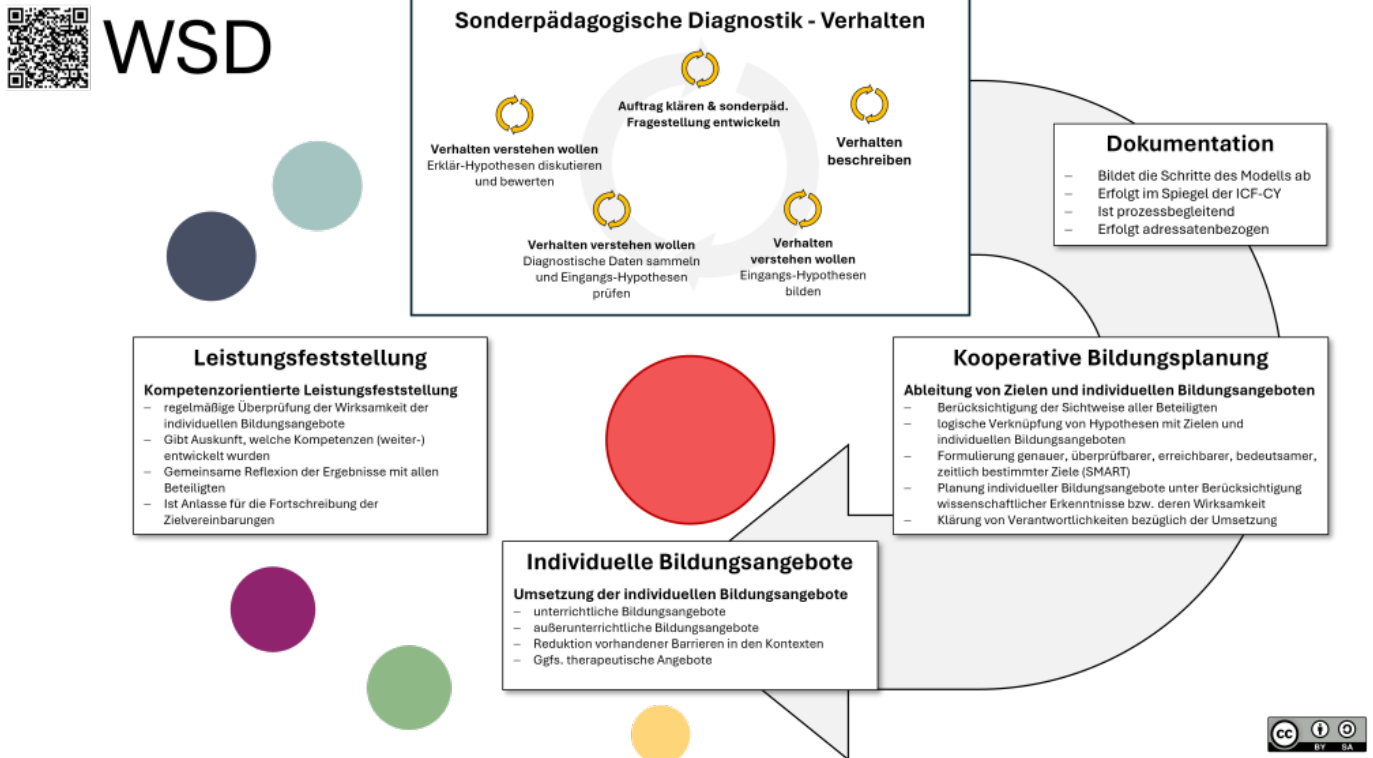 WSD
Sonderpädagogische Diagnostik - Verhalten
Auftrag klären & sonderpäd.
Fragestellung entwickeln
Verhalten
beschreiben
Verhalten
verstehen wollen
Eingangs-Hypothesen
bilden
Verhalten verstehen wollen
Diagnostische Daten sammeln
und Eingangs-Hypothesen
prüfen
Verhalten verstehen wollen
Erklär-Hypothesen diskutieren
und bewerten
Dokumentation
– Bildet die Schritte des Modells ab
– Erfolgt im Spiegel der ICF-CY
– Ist prozessbegleitend
– Erfolgt adressatenbezogen
Kooperative Bildungsplanung
Ableitung von Zielen und individuellen Bildungsangeboten
– Berücksichtigung der Sichtweise aller Beteiligten
– logische Verknüpfung von Hypothesen mit Zielen und
individuellen Bildungsangeboten
– Formulierung genauer, überprüfbarer, erreichbarer, bedeutsamer,
zeitlich bestimmter Ziele (SMART)
– Planung individueller Bildungsangebote unter Berücksichtigung
wissenschaftlicher Erkenntnisse bzw. deren Wirksamkeit
– Klärung von Verantwortlichkeiten bezüglich der Umsetzung
Individuelle Bildungsangebote
Umsetzung der individuellen Bildungsangebote
– unterrichtliche Bildungsangebote
– außerunterrichtliche Bildungsangebote
– Reduktion vorhandener Barrieren in den Kontexten
– Ggfs. therapeutische Angebote
Leistungsfeststellung
Kompetenzorientierte Leistungsfeststellung
– regelmäßige Überprüfung der Wirksamkeit der
individuellen Bildungsangebote
– Gibt Auskunft, welche Kompetenzen (weiter-)
entwickelt wurden
– Gemeinsame Reflexion der Ergebnisse mit allen
Beteiligten
– Ist Anlasse für die Fortschreibung der
Zielvereinbarungen
cc
BY SA